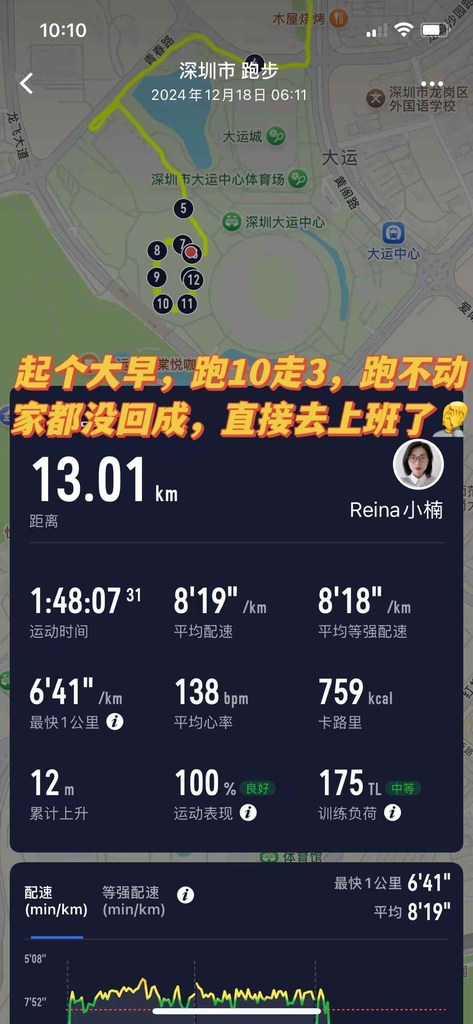 10:10
木屋烧烤
青春路
龙飞大道
深圳市 跑步
2024年12月18日 06:11
深圳市龙岗区
外国语学校
大运城
大运
深圳市大运中心体育场
黄阁路
5
深圳大运中心
大运中心
8
7
9
12
10
11
起个大早，跑10走3，跑不动
家都没回成，直接去上班了
13.01 km
距离
Reina小楠
1:48:07 31
运动时间
8'19" /km
平均配速
8'18" /km
平均等强配速
6'41" /km
最快1公里
138 bpm
平均心率
759 kcal
卡路里
12 m
累计上升
100 % 良好
运动表现
175 TL 中等
训练负荷
体育馆
配速
(min/km)
等强配速
(min/km)
最快1公里 6'41"
平均 8'19"
5'08"
7'52"